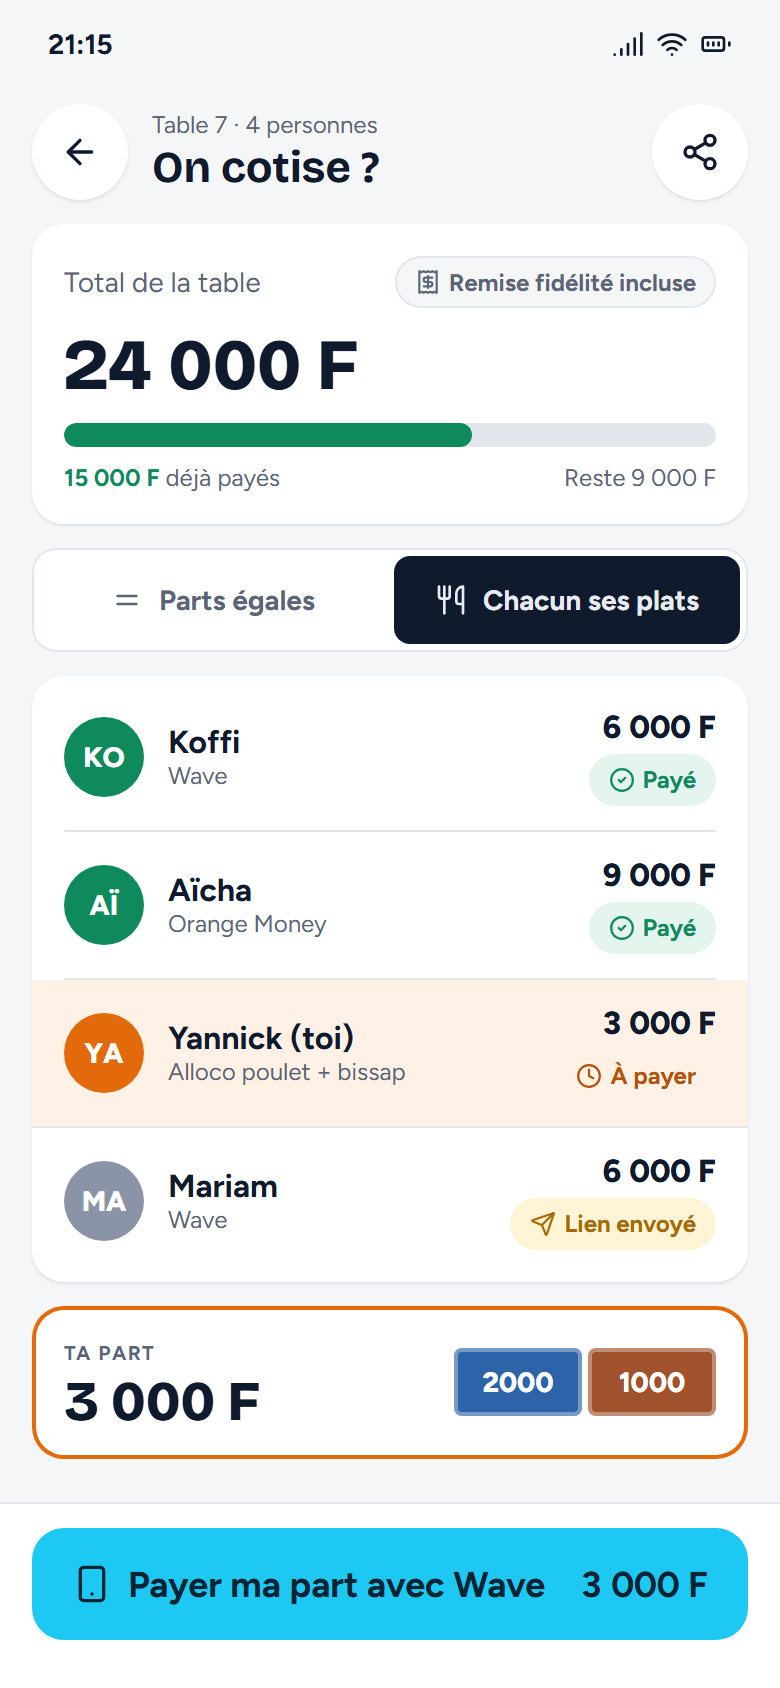 21:15
Table 7 · 4 personnes
On cotise ?
Total de la table
Remise fidélité incluse
24 000 F
15 000 F déjà payés
Reste 9 000 F
Parts égales
Chacun ses plats
KO
Koffi
Wave
6 000 F
Payé
AÏ
Aïcha
Orange Money
9 000 F
Payé
YA
Yannick (toi)
Alloco poulet + bissap
3 000 F
À payer
MA
Mariam
Wave
6 000 F
Lien envoyé
TA PART
3 000 F
2000
1000
Payer ma part avec Wave
3 000 F